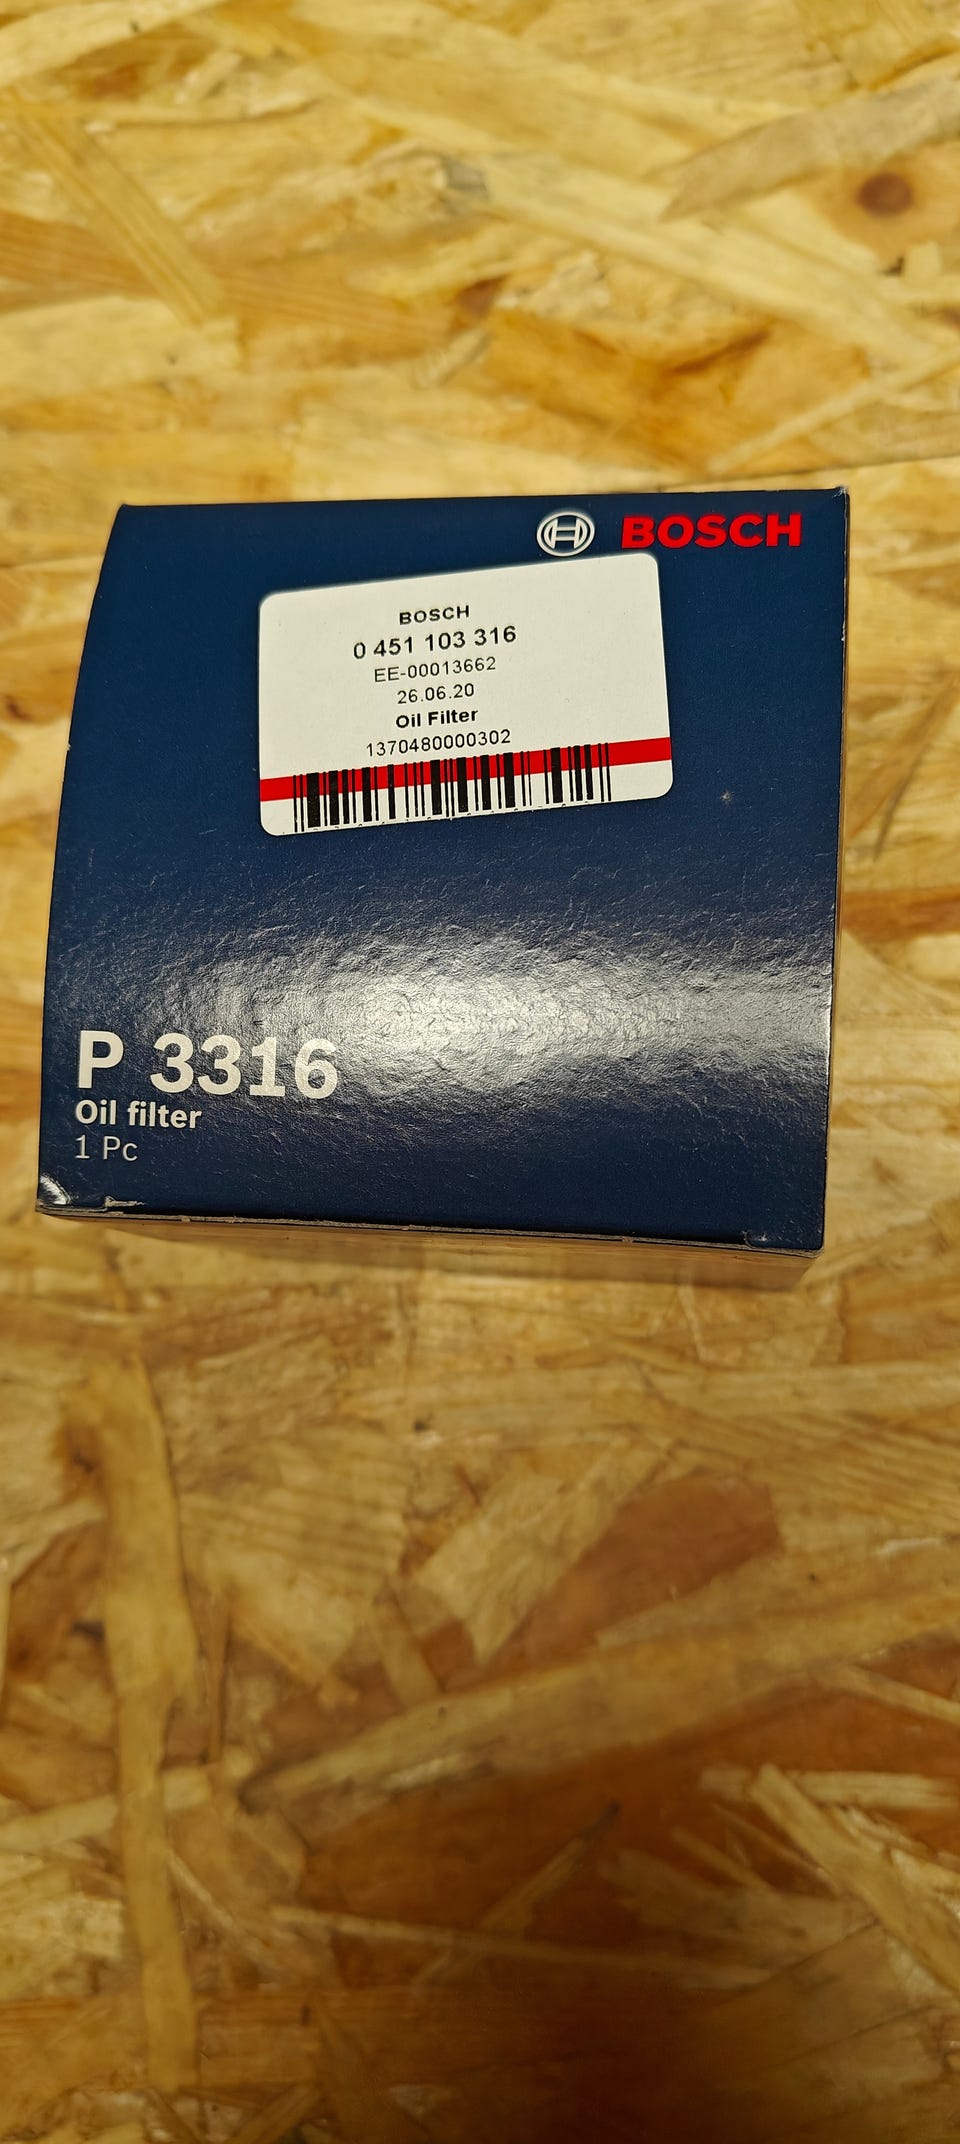 BOSCH
BOSCH
0 451 103 316
EE-00013662
26.06.20
Oil Filter
1370480000302
P 3316
Oil filter
1 Pc